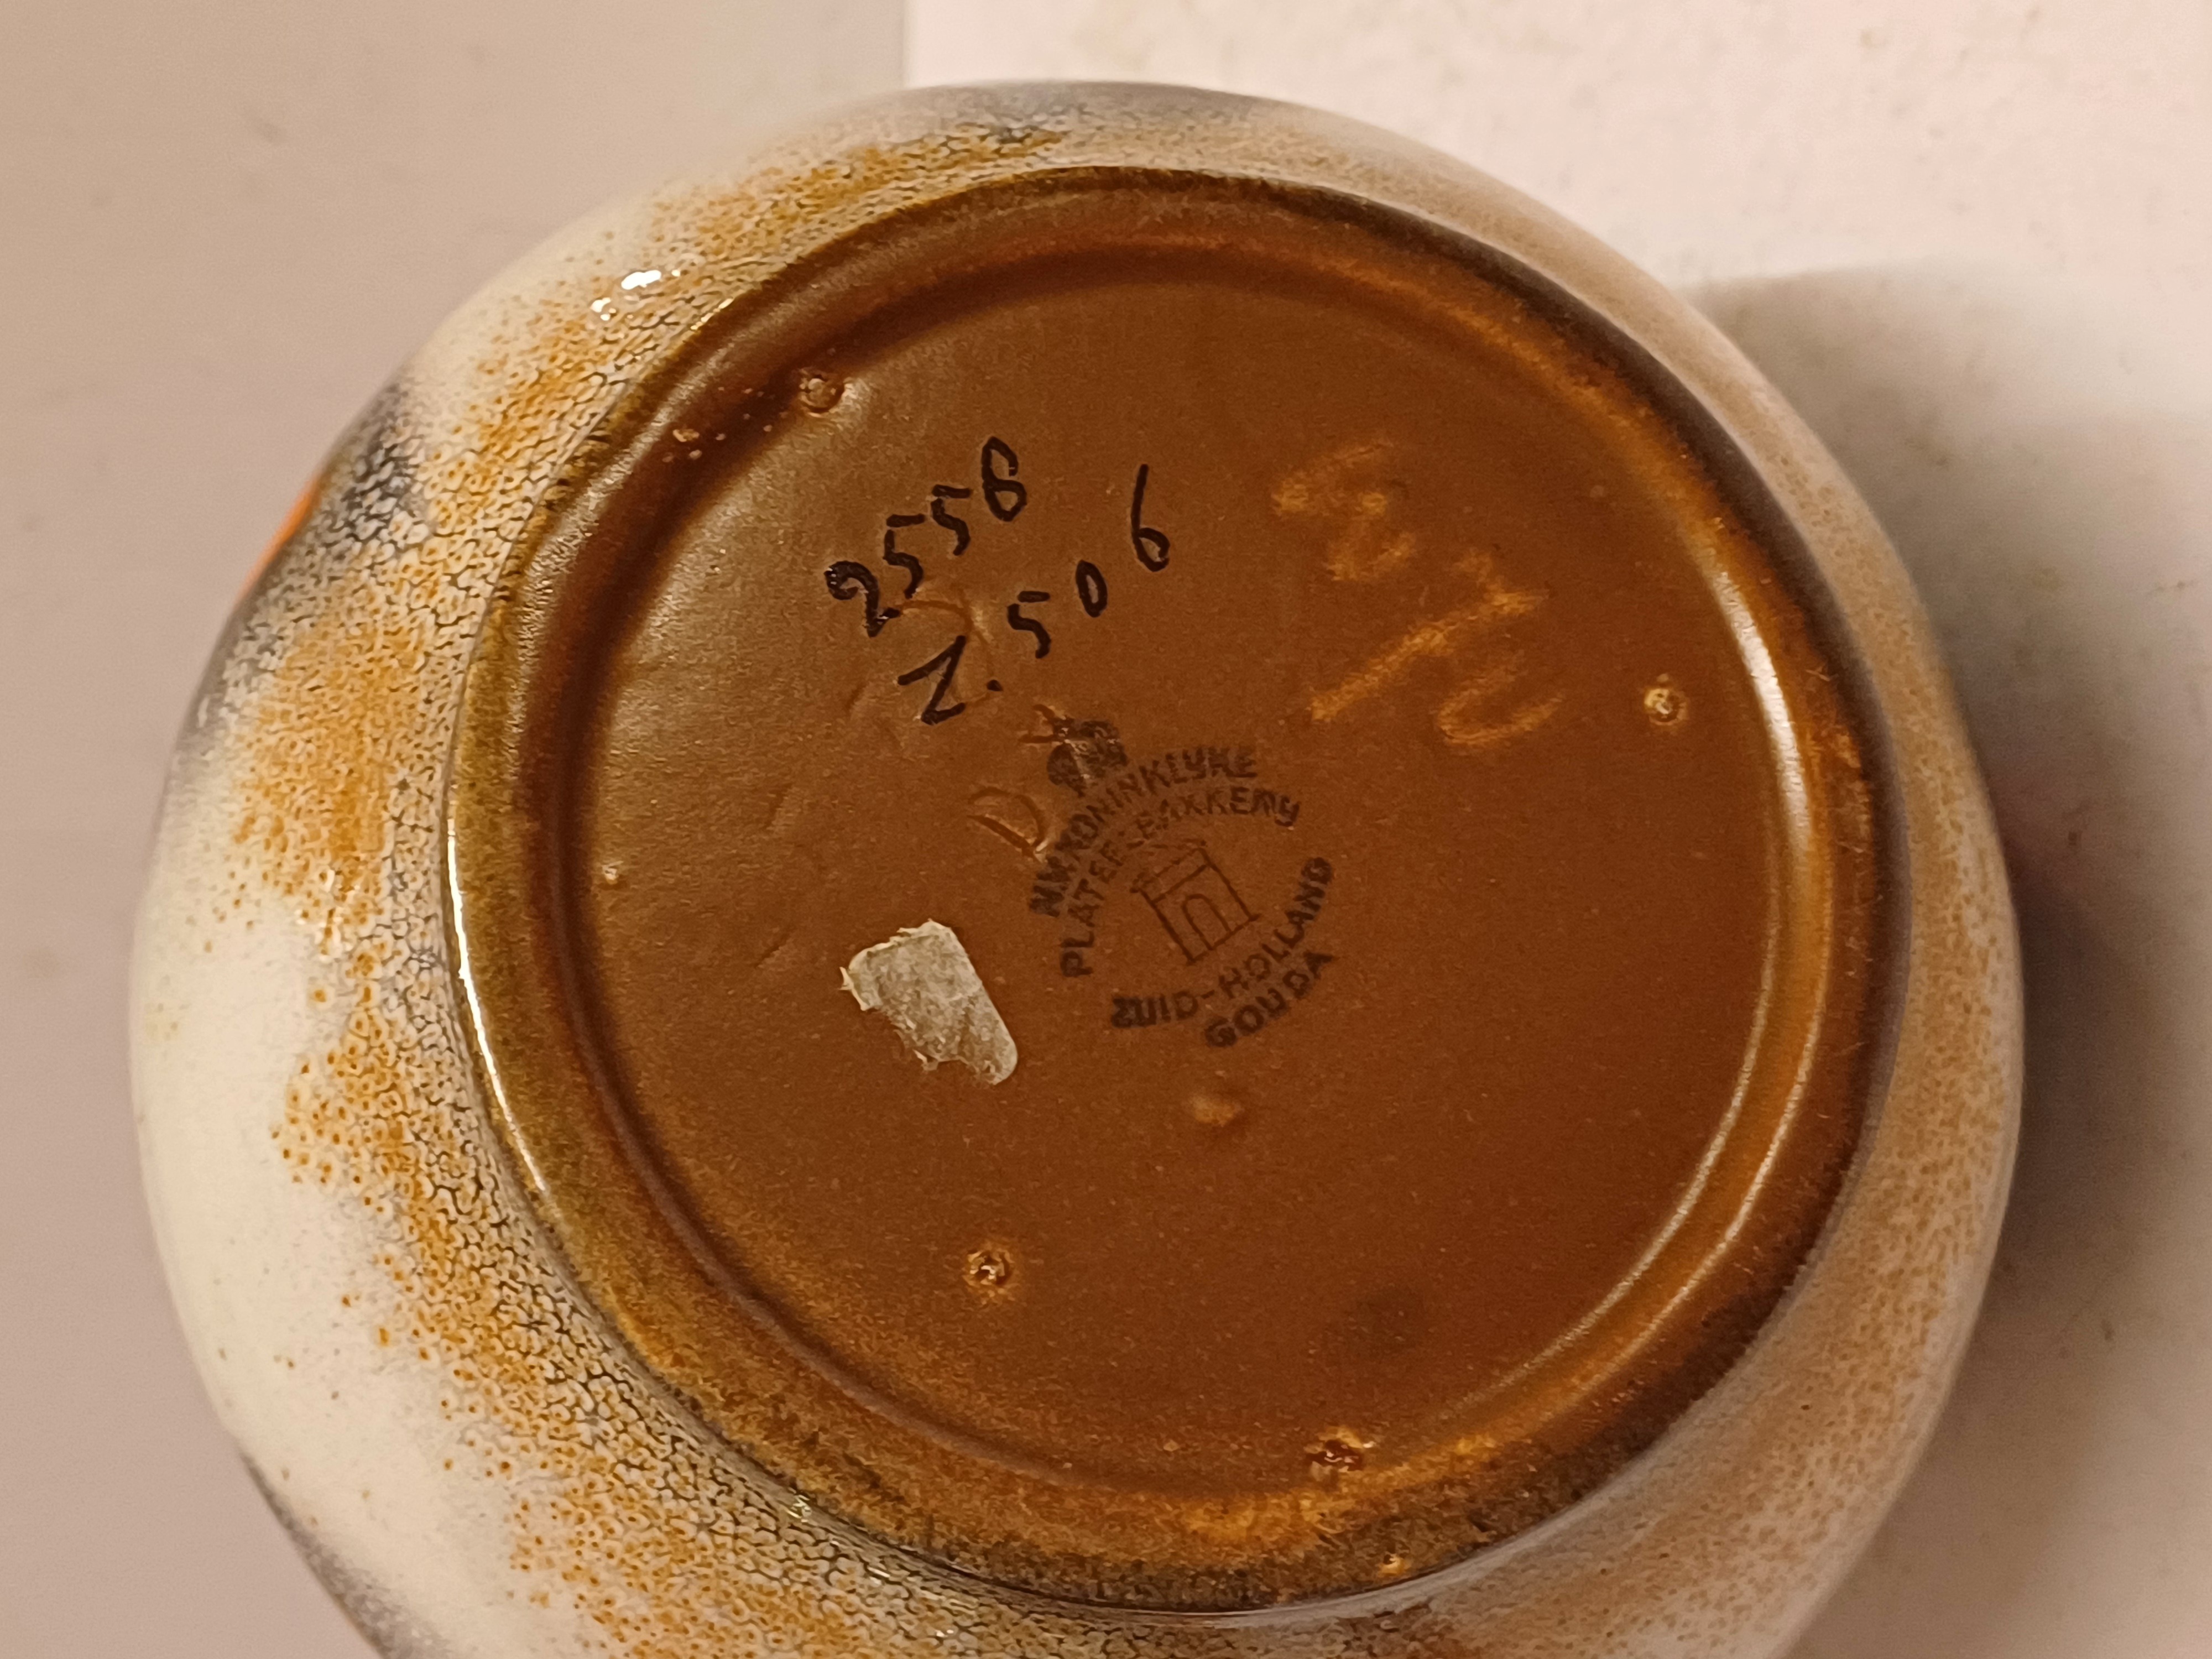 2558
Z. 506
N.V. KONINKLYKE
PLATEELBAKKERY
ZUID-HOLLAND
GOUDA